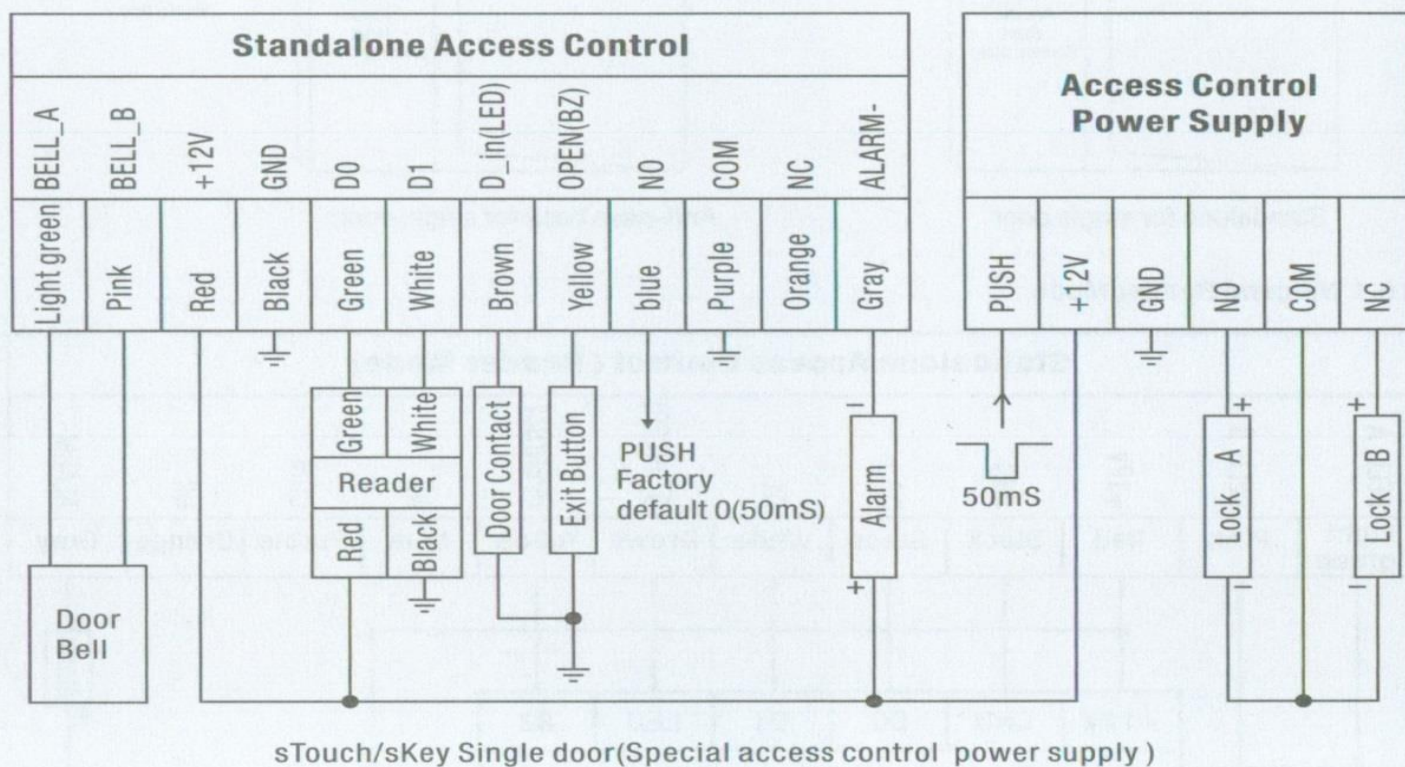 Standalone Access Control
BELL_A
BELL_B
+12V
GND
D0
D1
D_in(LED)
OPEN(BZ)
NO
COM
NC
ALARM-
Light green
Pink
Red
Black
Green
White
Brown
Yellow
blue
Purple
Orange
Gray
Access Control
Power Supply
PUSH
+12V
GND
NO
COM
NC
Green
White
Reader
Red
Black
Door Contact
Exit Button
PUSH
Factory
default 0(50mS)
−
Alarm
+
50mS
+
Lock A
−
+
Lock B
−
Door
Bell
sTouch/sKey Single door(Special access control power supply )